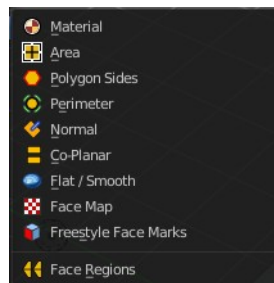 Material
Area
Polygon Sides
Perimeter
Normal
Co-Planar
Flat / Smooth
Face Map
Freestyle Face Marks
Face Regions